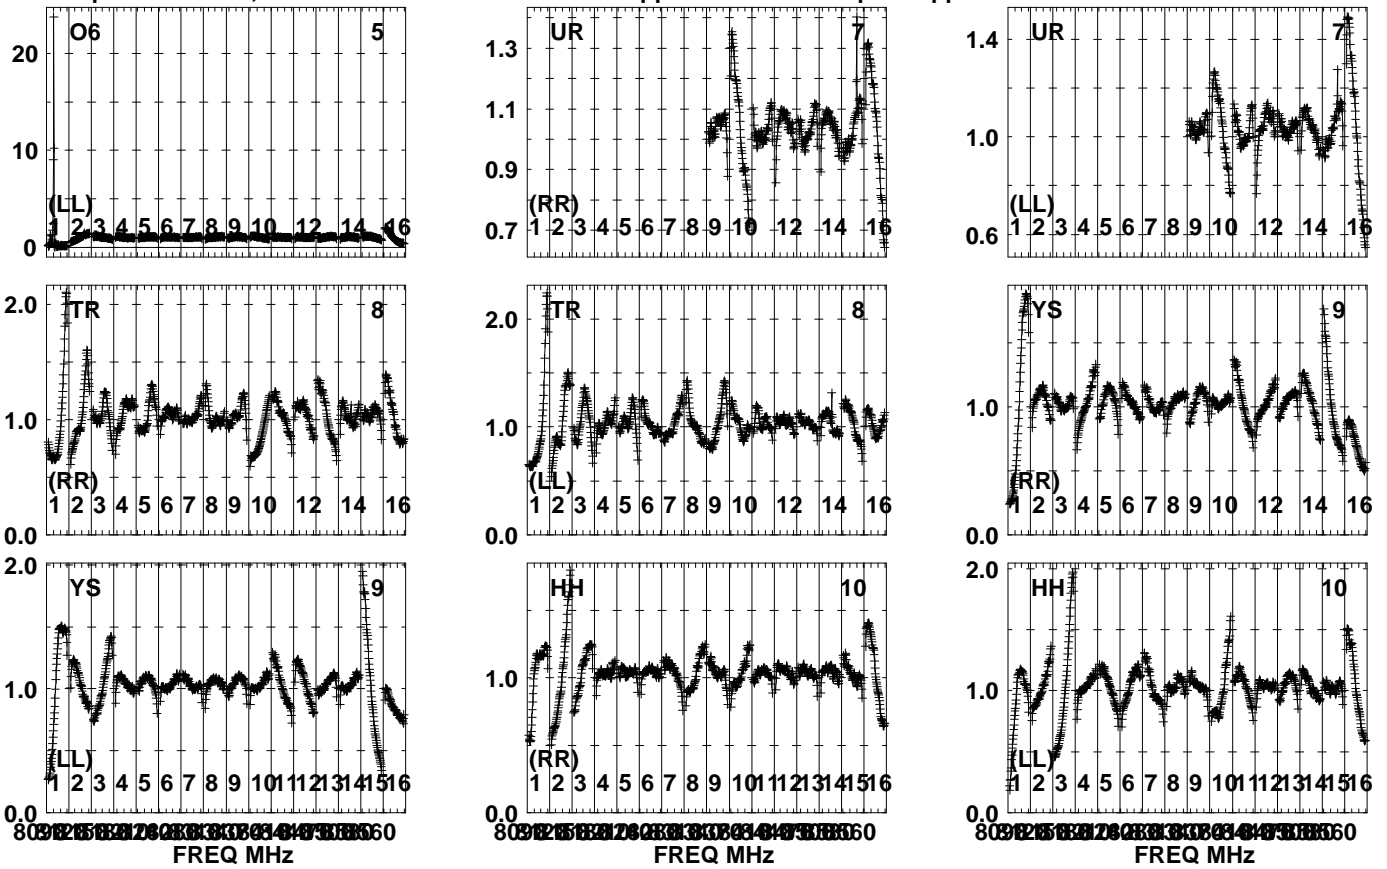 O6 5
20
10
0
(LL)
1 2 3 4 5 6 7 8 9 10 12 14 16
UR 7
1.3
1.1
0.9
0.7
(RR)
1 2 3 4 5 6 7 8 9 10 12 14 16
UR 7
1.4
1.0
0.6
(LL)
1 2 3 4 5 6 7 8 9 10 12 14 16
TR 8
2.0
1.0
0.0
(RR)
1 2 3 4 5 6 7 8 9 10 12 14 16
TR 8
2.0
1.0
0.0
(LL)
1 2 3 4 5 6 7 8 9 10 12 14 16
YS 9
1.0
0.0
(RR)
1 2 3 4 5 6 7 8 9 10 12 14 16
YS 9
2.0
1.0
0.0
(LL)
1 2 3 4 5 6 7 8 9 10 11 12 13 14 15 16
FREQ MHz
HH 10
1.0
0.0
(RR)
1 2 3 4 5 6 7 8 9 10 11 12 13 14 15 16
FREQ MHz
HH 10
2.0
1.0
0.0
(LL)
1 2 3 4 5 6 7 8 9 10 11 12 13 14 15 16
FREQ MHz